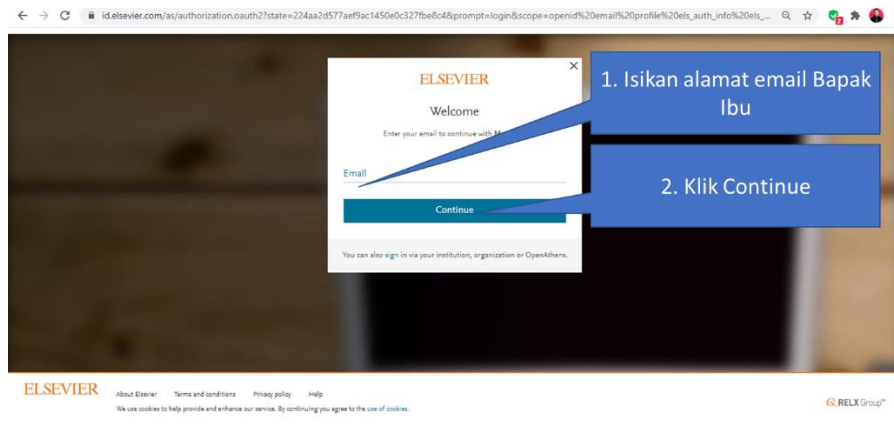 id.elsevier.com/as/authorization.oauth2?state=224aa2d577aef9ac1450e0c327fbe8c4&prompt=login&scope=openid%20email%20profile%20els_auth_info%20els_...
ELSEVIER
Welcome
Enter your email to continue with
Email
Continue
You can also sign in via your institution, organization or OpenAthens.
1. Isikan alamat email Bapak
Ibu
2. Klik Continue
ELSEVIER
About Elsevier Terms and conditions Privacy policy Help
We use cookies to help provide and enhance our service. By continuing you agree to the use of cookies.
RELX Group™